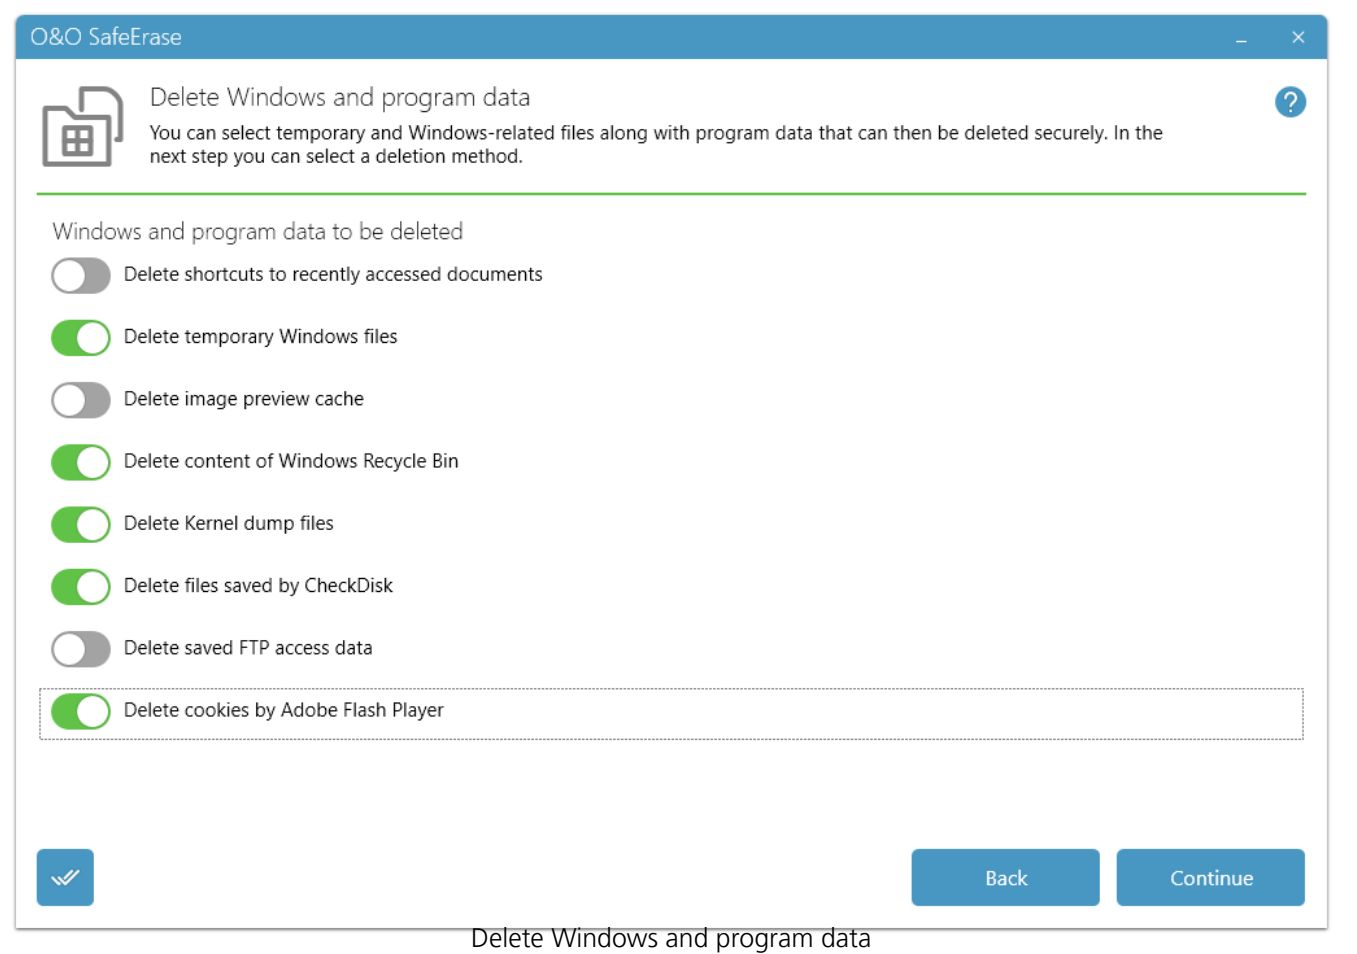 O&O SafeErase
Delete Windows and program data
You can select temporary and Windows-related files along with program data that can then be deleted securely. In the
next step you can select a deletion method.
?
Windows and program data to be deleted
Delete shortcuts to recently accessed documents
Delete temporary Windows files
Delete image preview cache
Delete content of Windows Recycle Bin
Delete Kernel dump files
Delete files saved by CheckDisk
Delete saved FTP access data
Delete cookies by Adobe Flash Player
Back
Continue
Delete Windows and program data